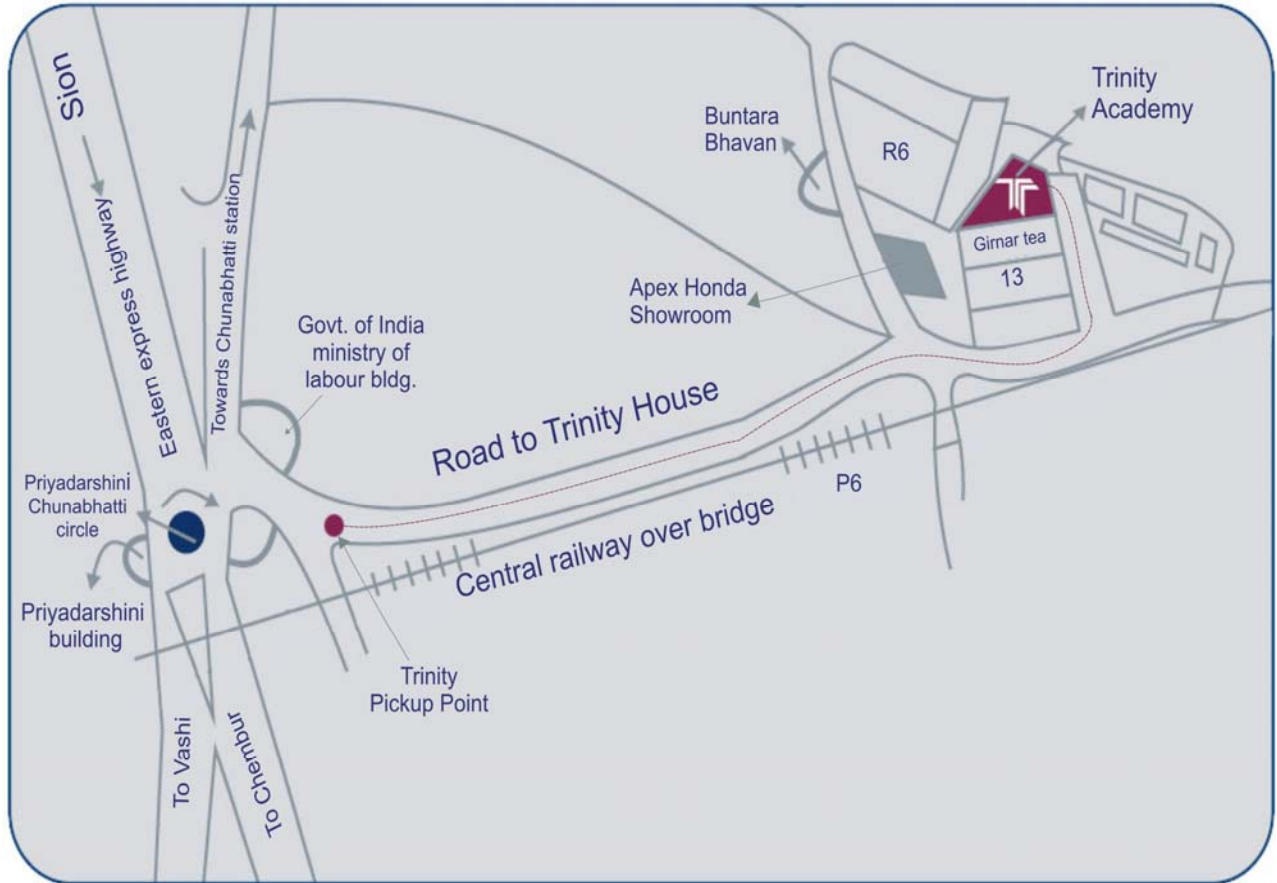 Sion
Eastern express highway
Towards Chunabhatti station
Govt. of India
ministry of
labour bldg.
Priyadarshini
Chunabhatti
circle
Priyadarshini
building
To Vashi
To Chembur
Trinity
Pickup Point
Road to Trinity House
Central railway over bridge
P6
Buntara
Bhavan
Apex Honda
Showroom
R6
Trinity
Academy
Girnar tea
13